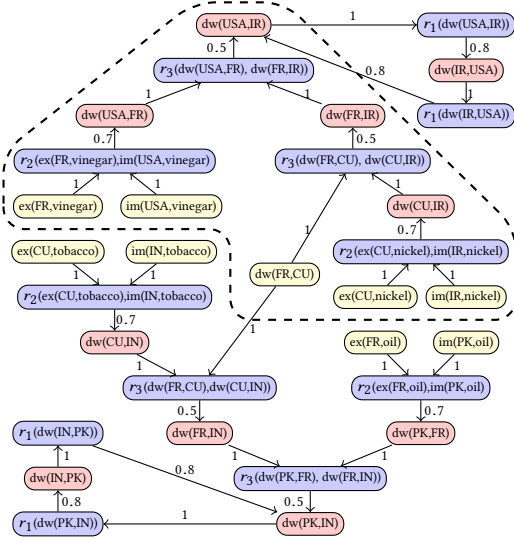 dw(USA,IR) 1 r₁(dw(USA,IR))
0.5 0.8
r₃(dw(USA,FR), dw(FR,IR)) 0.8 dw(IR,USA)
1 1 1
dw(USA,FR) dw(FR,IR) r₁(dw(IR,USA))
0.7 0.5
r₂(ex(FR,vinegar),im(USA,vinegar) r₃(dw(FR,CU), dw(CU,IR))
1 1 1
ex(FR,vinegar) im(USA,vinegar) dw(CU,IR)
1 0.7
ex(CU,tobacco) im(IN,tobacco) r₂(ex(CU,nickel),im(IR,nickel)
1 1 dw(FR,CU) 1 1
r₂(ex(CU,tobacco),im(IN,tobacco) ex(CU,nickel) im(IR,nickel)
0.7 1
dw(CU,IN) ex(FR,oil) im(PK,oil)
1 1 1
r₃(dw(FR,CU),dw(CU,IN)) r₂(ex(FR,oil),im(PK,oil)
0.5 0.7
r₁(dw(IN,PK)) dw(FR,IN) dw(PK,FR)
1 0.8 1 1
dw(IN,PK) r₃(dw(PK,FR), dw(FR,IN))
0.8 0.5
r₁(dw(PK,IN)) 1 dw(PK,IN)